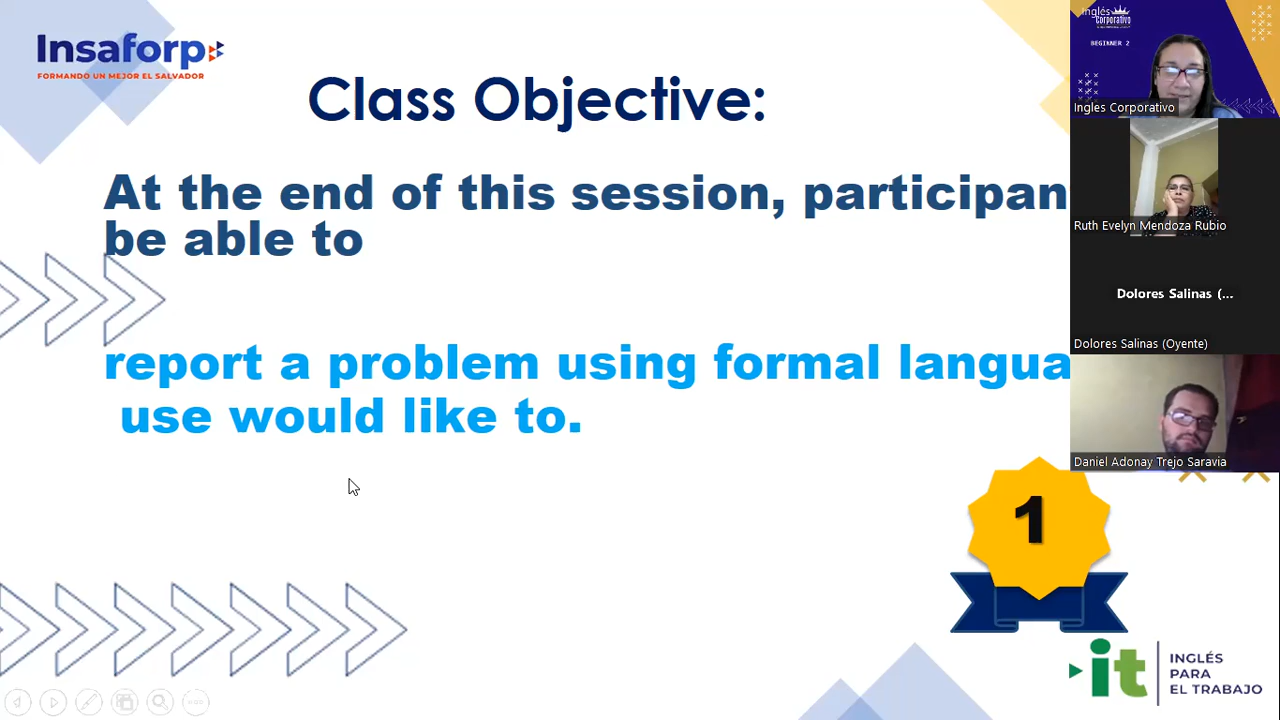 Insaforp
FORMANDO UN MEJOR EL SALVADOR
Class Objective:
At the end of this session, participan
be able to
report a problem using formal langua
use would like to.
1
it
INGLÉS
PARA
EL TRABAJO
Inglés
Corporativo
BEGINNER 2
Ingles Corporativo
Ruth Evelyn Mendoza Rubio
Dolores Salinas (...
Dolores Salinas (Oyente)
Daniel Adonay Trejo Saravia